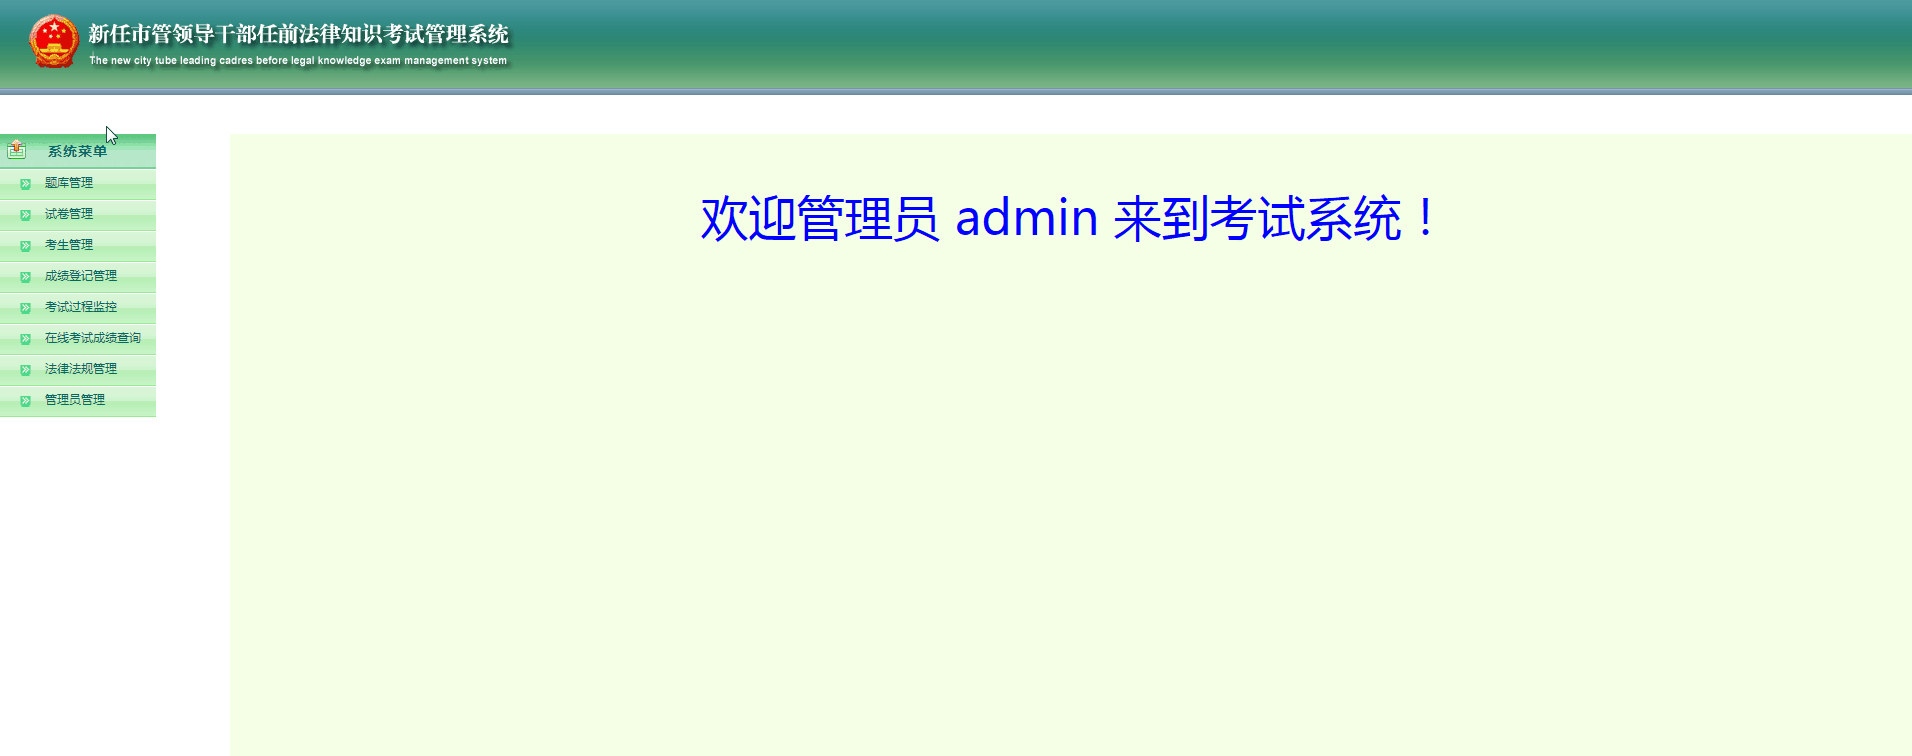 新任市管领导干部任前法律知识考试管理系统
The new city tube leading cadres before legal knowledge exam management system
系统菜单
题库管理
试卷管理
考生管理
成绩登记管理
考试过程监控
在线考试成绩查询
法律法规管理
管理员管理
欢迎管理员 admin 来到考试系统！